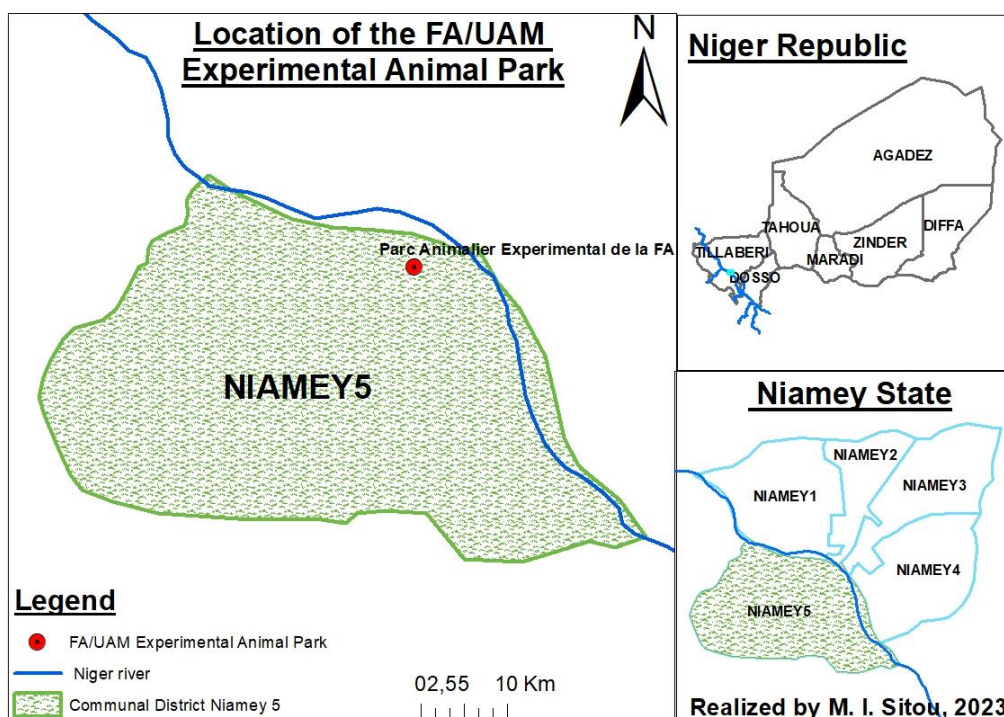 Location of the FA/UAM
Experimental Animal Park
N
Parc Animalier Experimental de la FA
NIAMEY5
Legend
FA/UAM Experimental Animal Park
Niger river
Communal District Niamey 5
02,55 10 Km
Niger Republic
AGADEZ
TAHOUA
DIFFA
ZINDER
TILLABERI
MARADI
DOSSO
Niamey State
NIAMEY2
NIAMEY1
NIAMEY3
NIAMEY4
NIAMEY5
Realized by M. I. Sitou, 2023